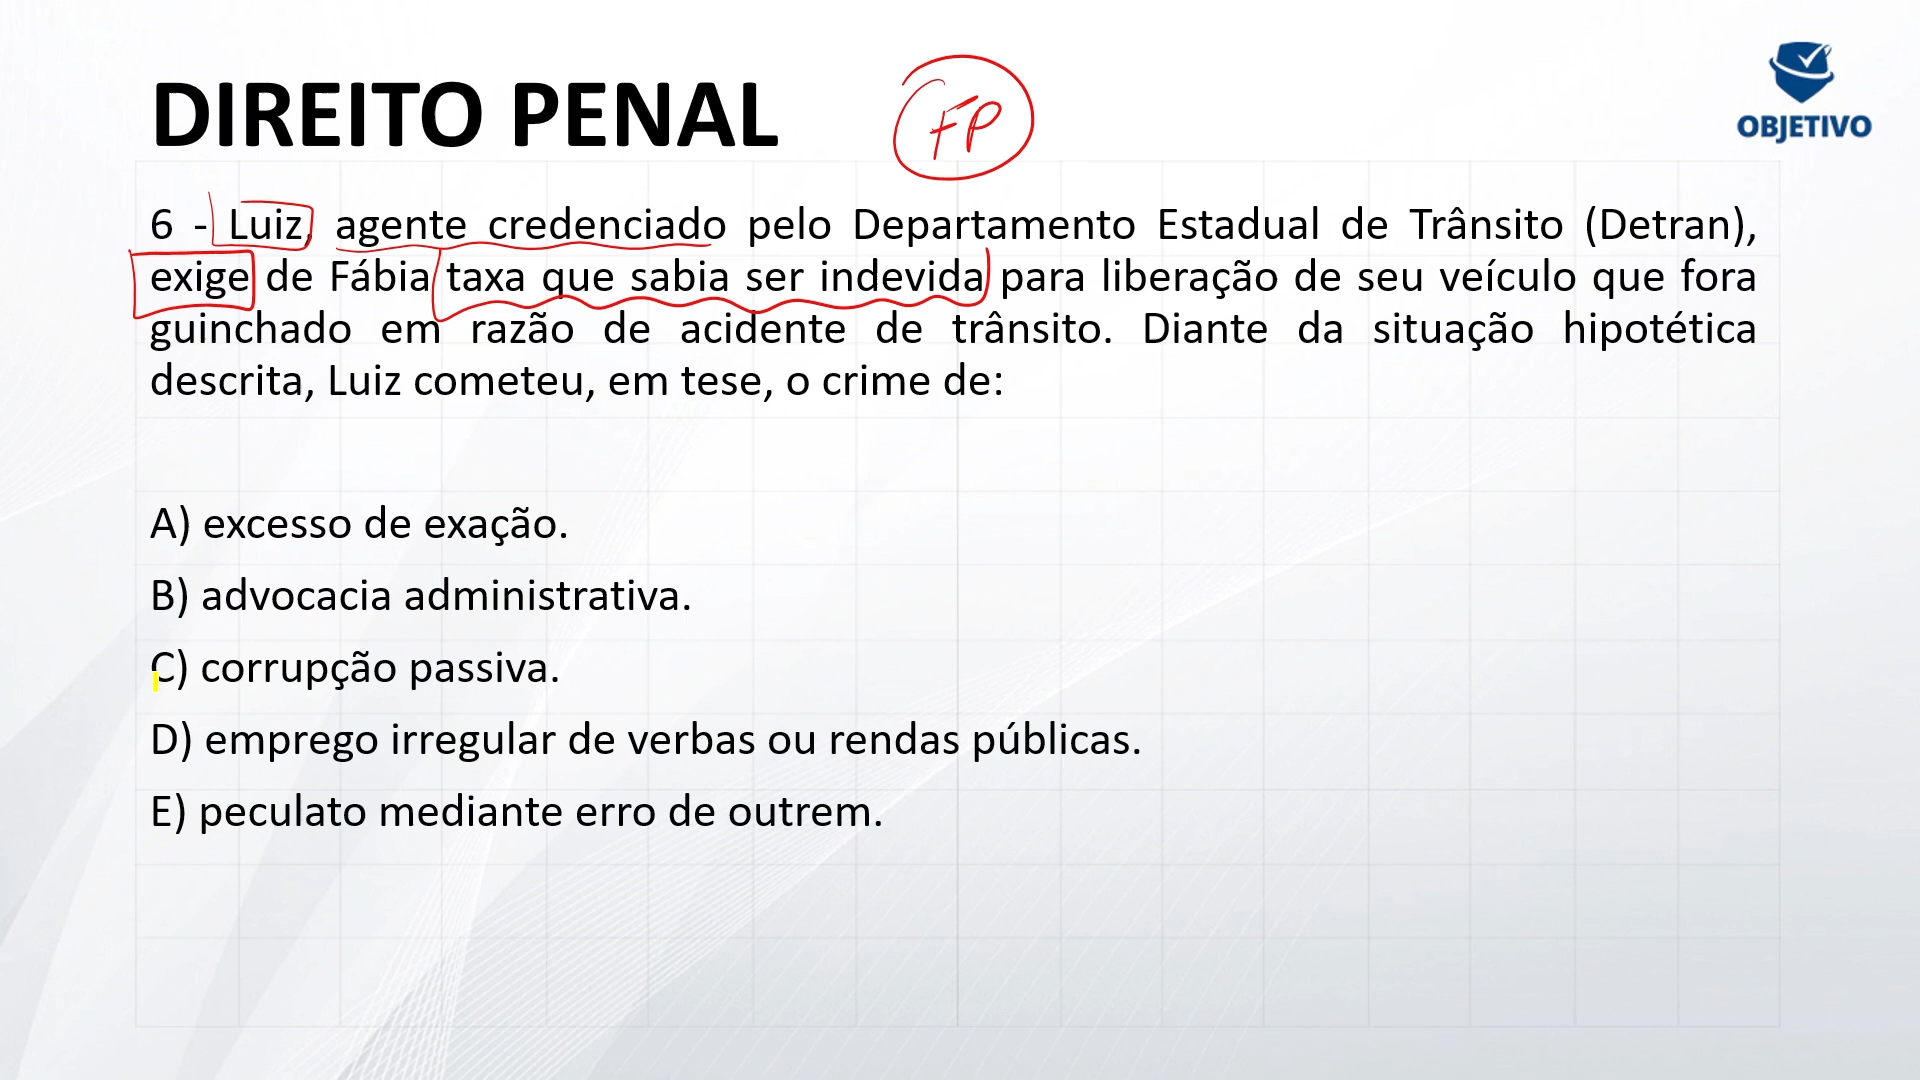 DIREITO PENAL
FP
OBJETIVO
6 - Luiz, agente credenciado pelo Departamento Estadual de Trânsito (Detran),
exige de Fábia taxa que sabia ser indevida para liberação de seu veículo que fora
guinchado em razão de acidente de trânsito. Diante da situação hipotética
descrita, Luiz cometeu, em tese, o crime de:
A) excesso de exação.
B) advocacia administrativa.
C) corrupção passiva.
D) emprego irregular de verbas ou rendas públicas.
E) peculato mediante erro de outrem.